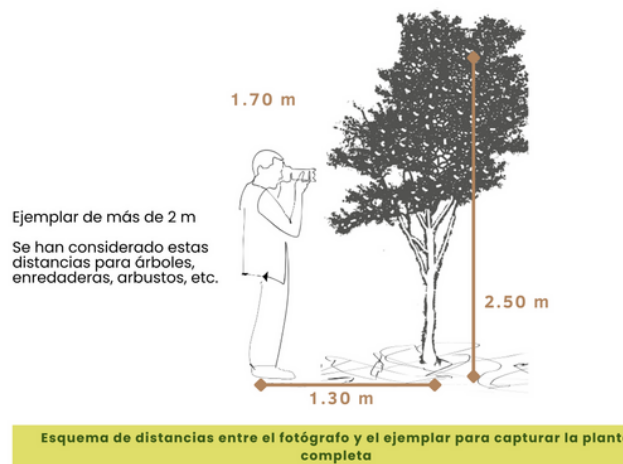 1.70 m
Ejemplar de más de 2 m
Se han considerado estas
distancias para árboles,
enredaderas, arbustos, etc.
2.50 m
1.30 m
Esquema de distancias entre el fotógrafo y el ejemplar para capturar la plant
completa